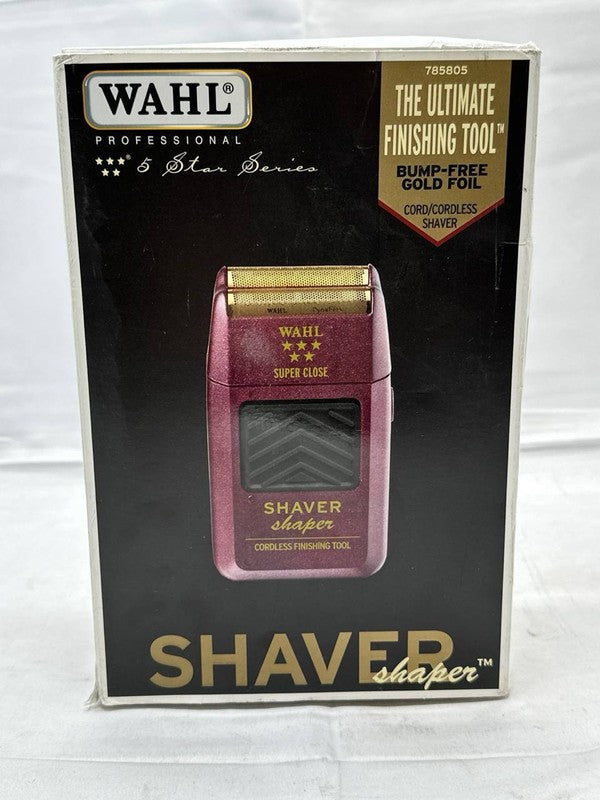 WAHL®
PROFESSIONAL
5 Star Series
785805
THE ULTIMATE
FINISHING TOOL™
BUMP-FREE
GOLD FOIL
CORD/CORDLESS
SHAVER
WAHL
WAHL
SUPER CLOSE
SHAVER
shaper
CORDLESS FINISHING TOOL
SHAVER
shaper™